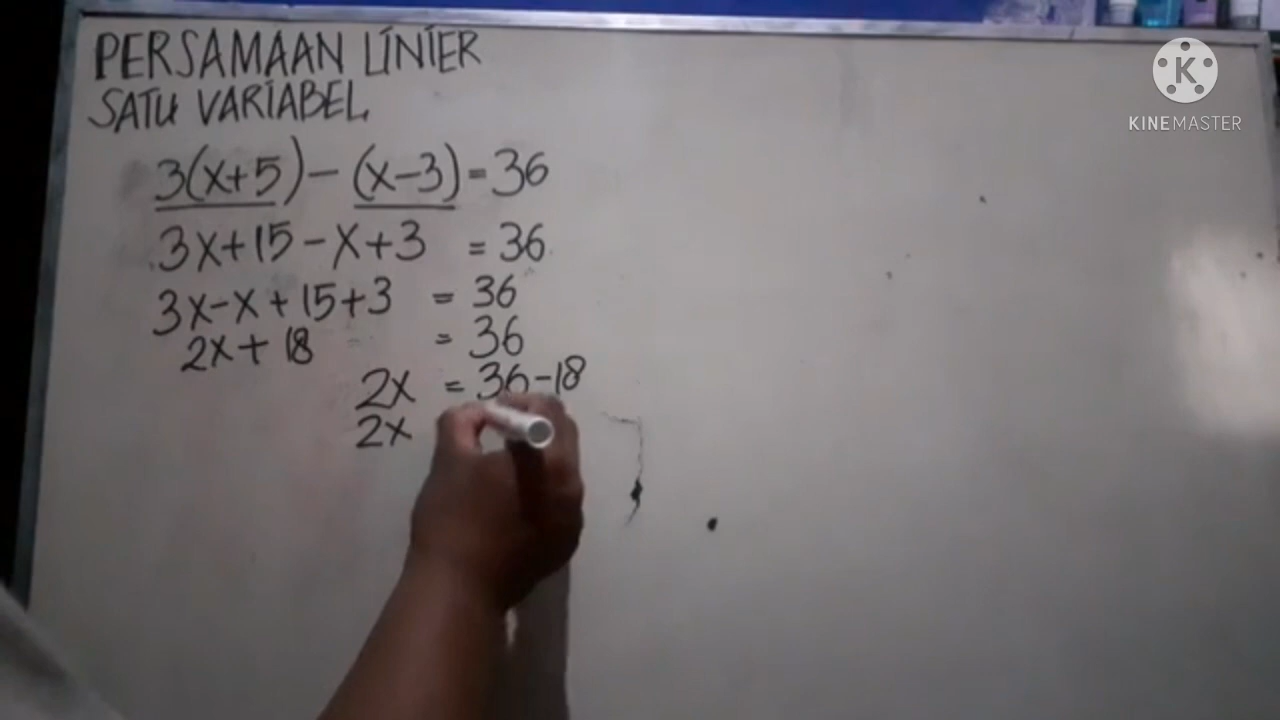 PERSAMAAN LINIER
SATU VARIABEL
3(x+5)-(x-3)=36
3x+15-x+3 = 36
3x-x+15+3 = 36
2x+18 = 36
2x = 36-18
2x
K
KINEMASTER